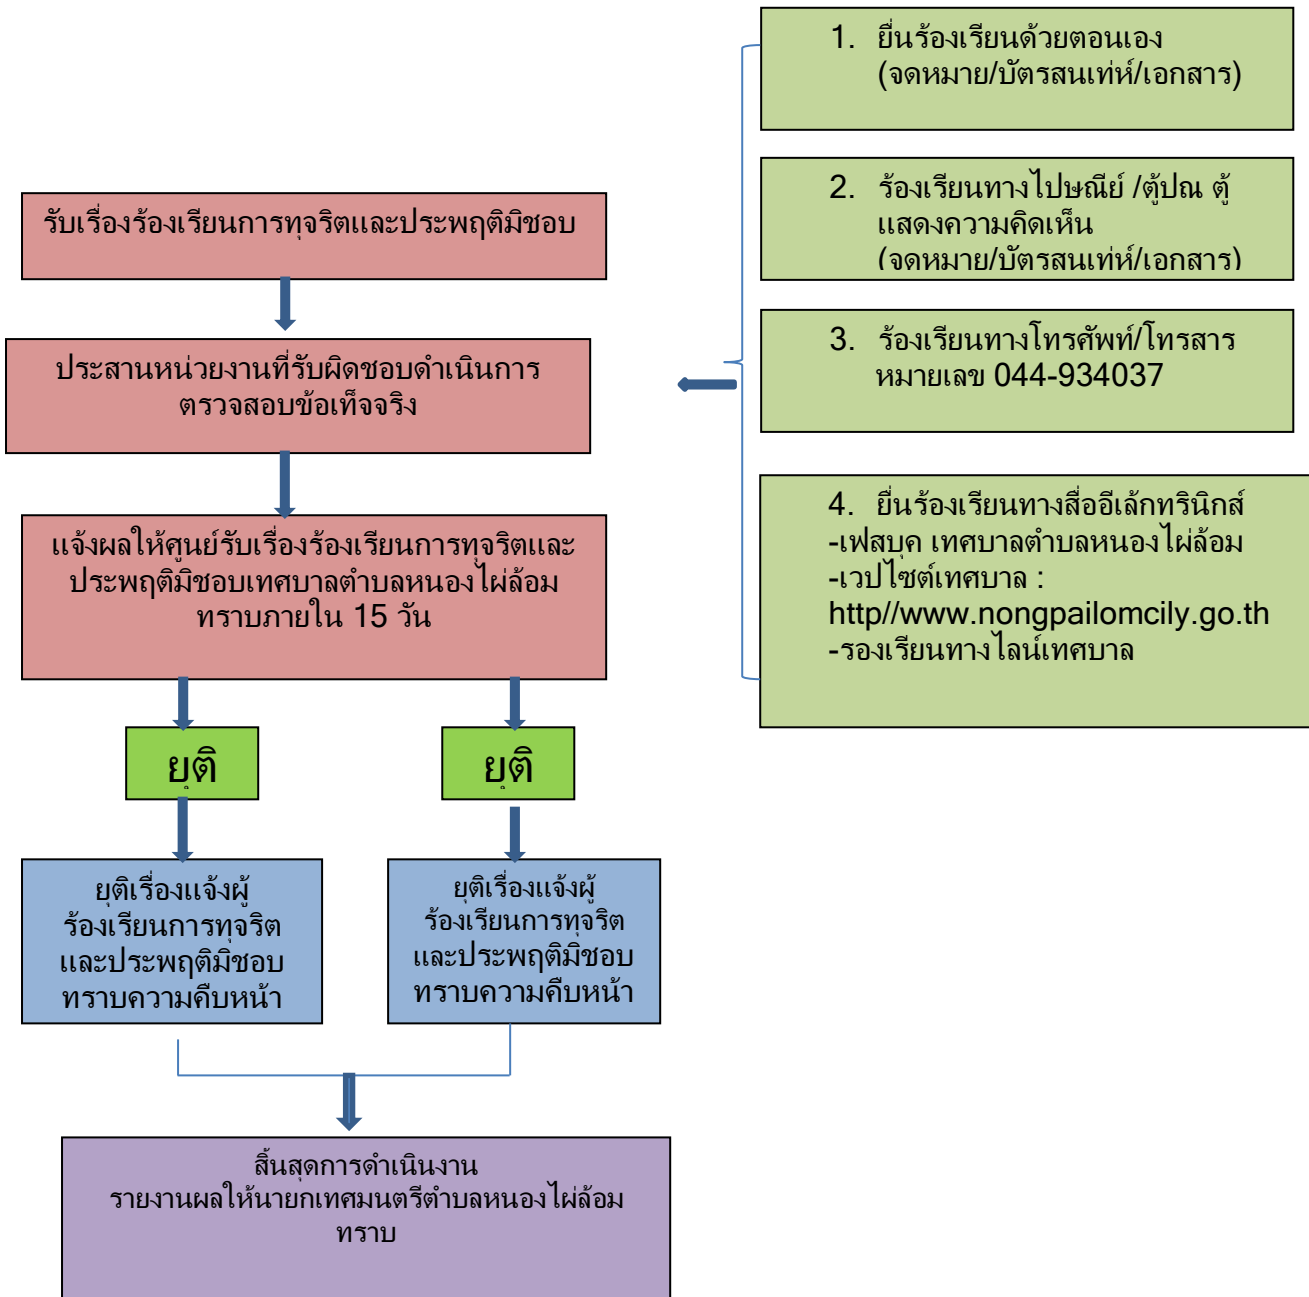 1. ยื่นร้องเรียนด้วยตอนเอง
(จดหมาย/บัตรสนเท่ห์/เอกสาร)
2. ร้องเรียนทางไปษณีย์ /ตู้ปณ ตู้
แสดงความคิดเห็น
(จดหมาย/บัตรสนเท่ห์/เอกสาร)
3. ร้องเรียนทางโทรศัพท์/โทรสาร
หมายเลข 044-934037
4. ยื่นร้องเรียนทางสื่ออีเล้กทรินิกส์
-เฟสบุค เทศบาลตำบลหนองไผ่ล้อม
-เวปไซต์เทศบาล :
http//www.nongpailomcily.go.th
-รองเรียนทางไลน์เทศบาล
รับเรื่องร้องเรียนการทุจริตและประพฤติมิชอบ
ประสานหน่วยงานที่รับผิดชอบดำเนินการ
ตรวจสอบข้อเท็จจริง
แจ้งผลให้ศูนย์รับเรื่องร้องเรียนการทุจริตและ
ประพฤติมิชอบเทศบาลตำบลหนองไผ่ล้อม
ทราบภายใน 15 วัน
ยุติ
ยุติ
ยุติเรื่องแจ้งผู้
ร้องเรียนการทุจริต
และประพฤติมิชอบ
ทราบความคืบหน้า
ยุติเรื่องแจ้งผู้
ร้องเรียนการทุจริต
และประพฤติมิชอบ
ทราบความคืบหน้า
สิ้นสุดการดำเนินงาน
รายงานผลให้นายกเทศมนตรีตำบลหนองไผ่ล้อม
ทราบ